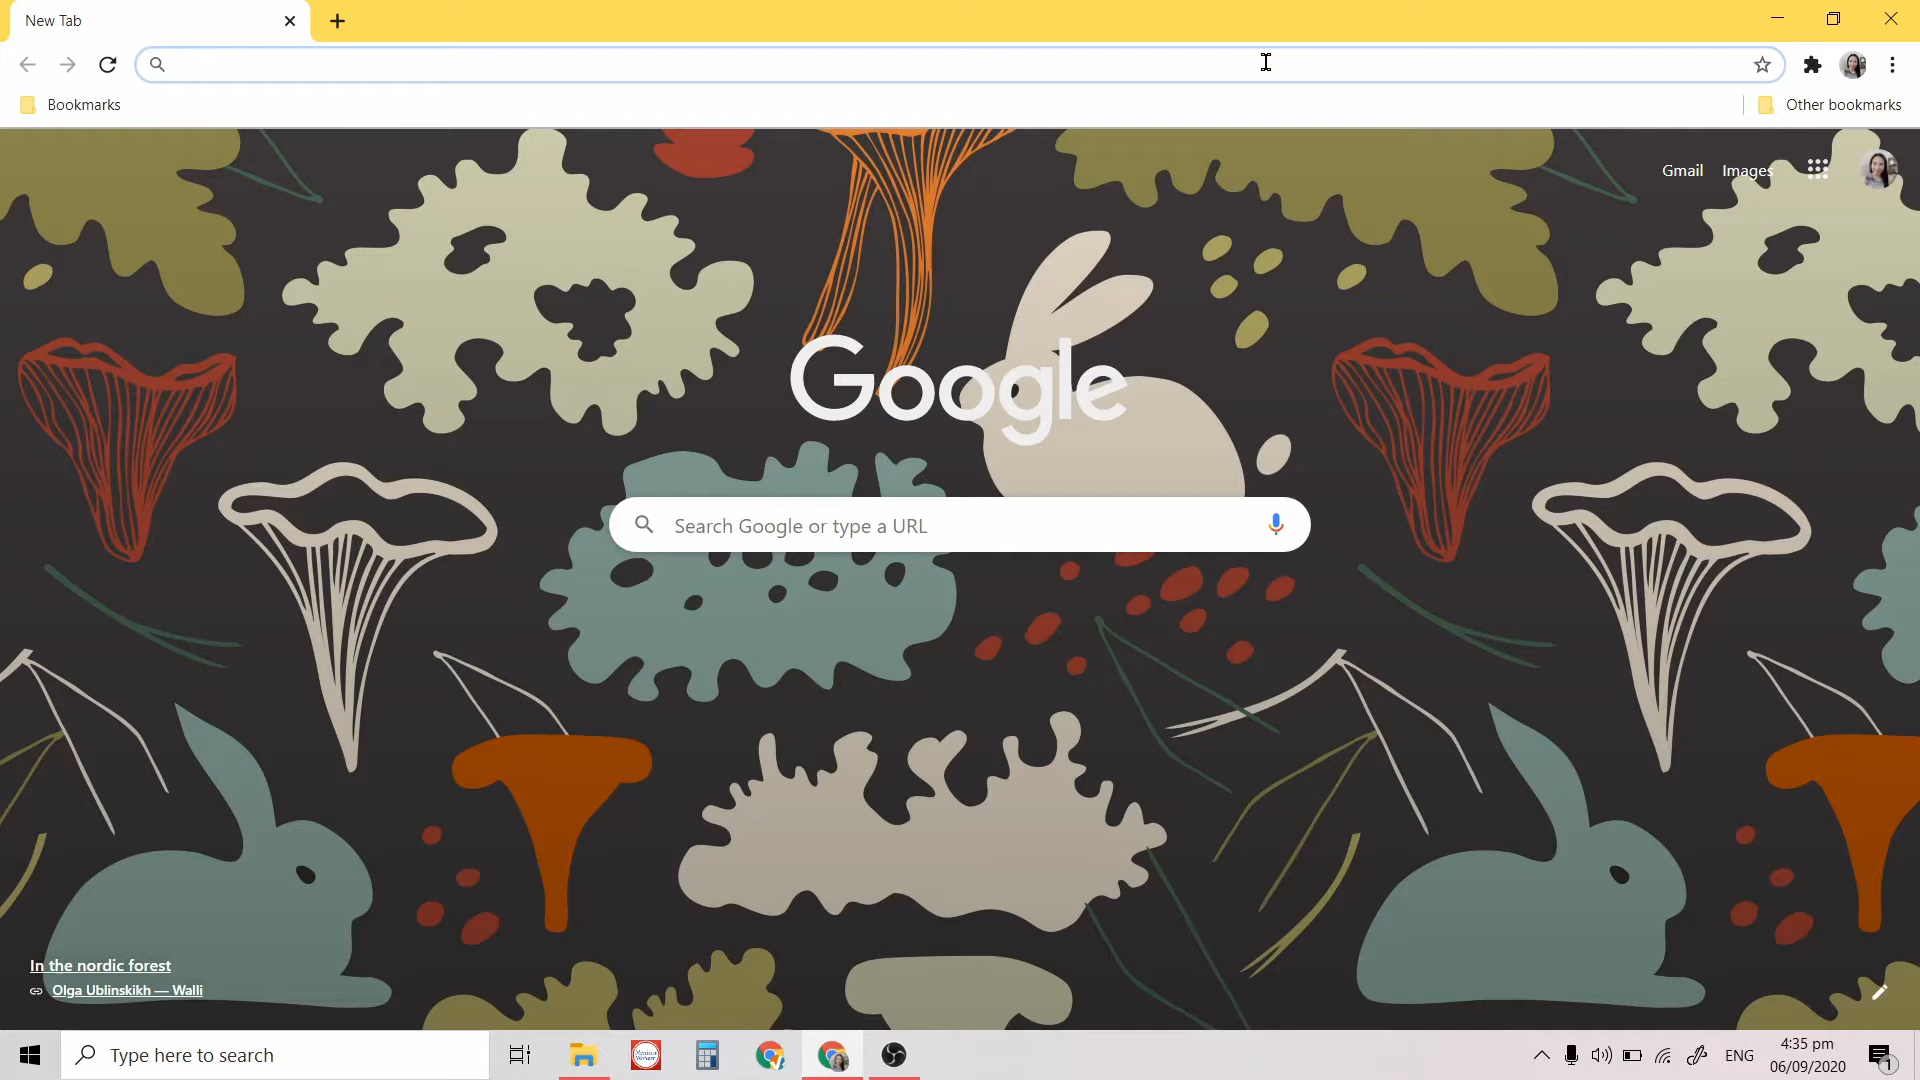 New Tab
Bookmarks
Other bookmarks
Gmail Images
Google
Search Google or type a URL
In the nordic forest
Olga Ublinskikh — Walli
Type here to search
ENG
4:35 pm
06/09/2020
1